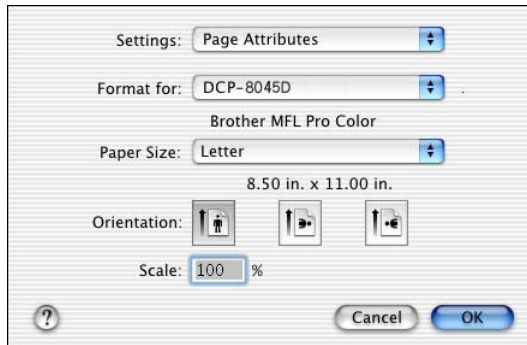 Settings: Page Attributes
Format for: DCP-8045D
Brother MFL Pro Color
Paper Size: Letter
8.50 in. x 11.00 in.
Orientation:
Scale: 100 %
? Cancel OK